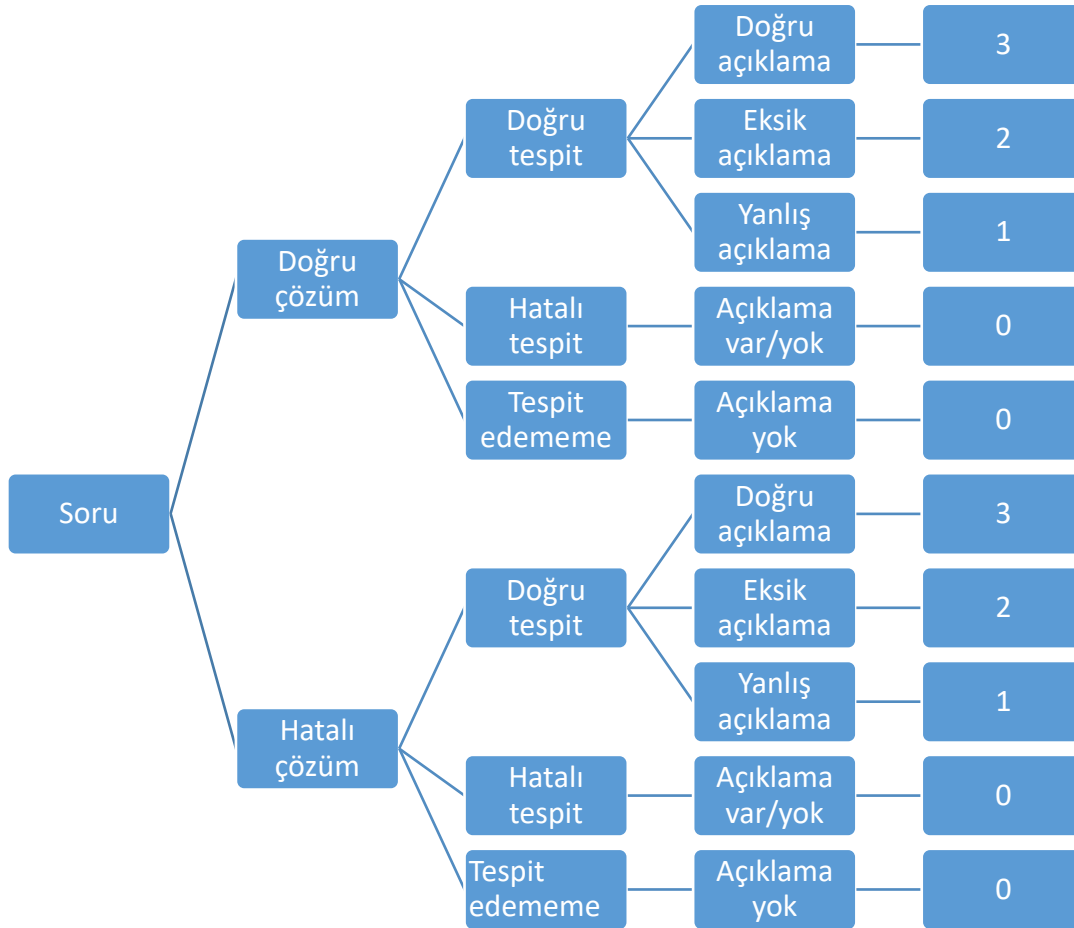 Doğru
açıklama
3
Doğru
tespit
Eksik
açıklama
2
Yanlış
açıklama
1
Doğru
çözüm
Hatalı
tespit
Açıklama
var/yok
0
Tespit
edememe
Açıklama
yok
0
Soru
Doğru
açıklama
3
Doğru
tespit
Eksik
açıklama
2
Yanlış
açıklama
1
Hatalı
çözüm
Hatalı
tespit
Açıklama
var/yok
0
Tespit
edememe
Açıklama
yok
0